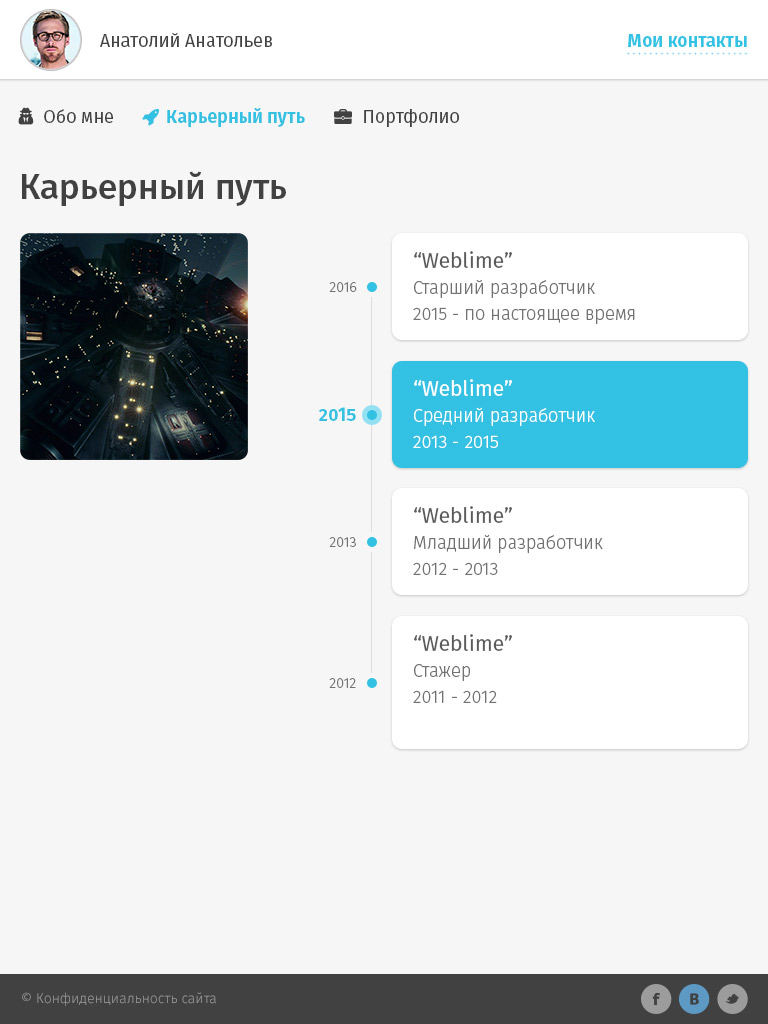 Анатолий Анатольев
Мои контакты
Обо мне
Карьерный путь
Портфолио
Карьерный путь
2016
“Weblime”
Старший разработчик
2015 - по настоящее время
2015
“Weblime”
Средний разработчик
2013 - 2015
2013
“Weblime”
Младший разработчик
2012 - 2013
2012
“Weblime”
Стажер
2011 - 2012
© Конфиденциальность сайта
f
B